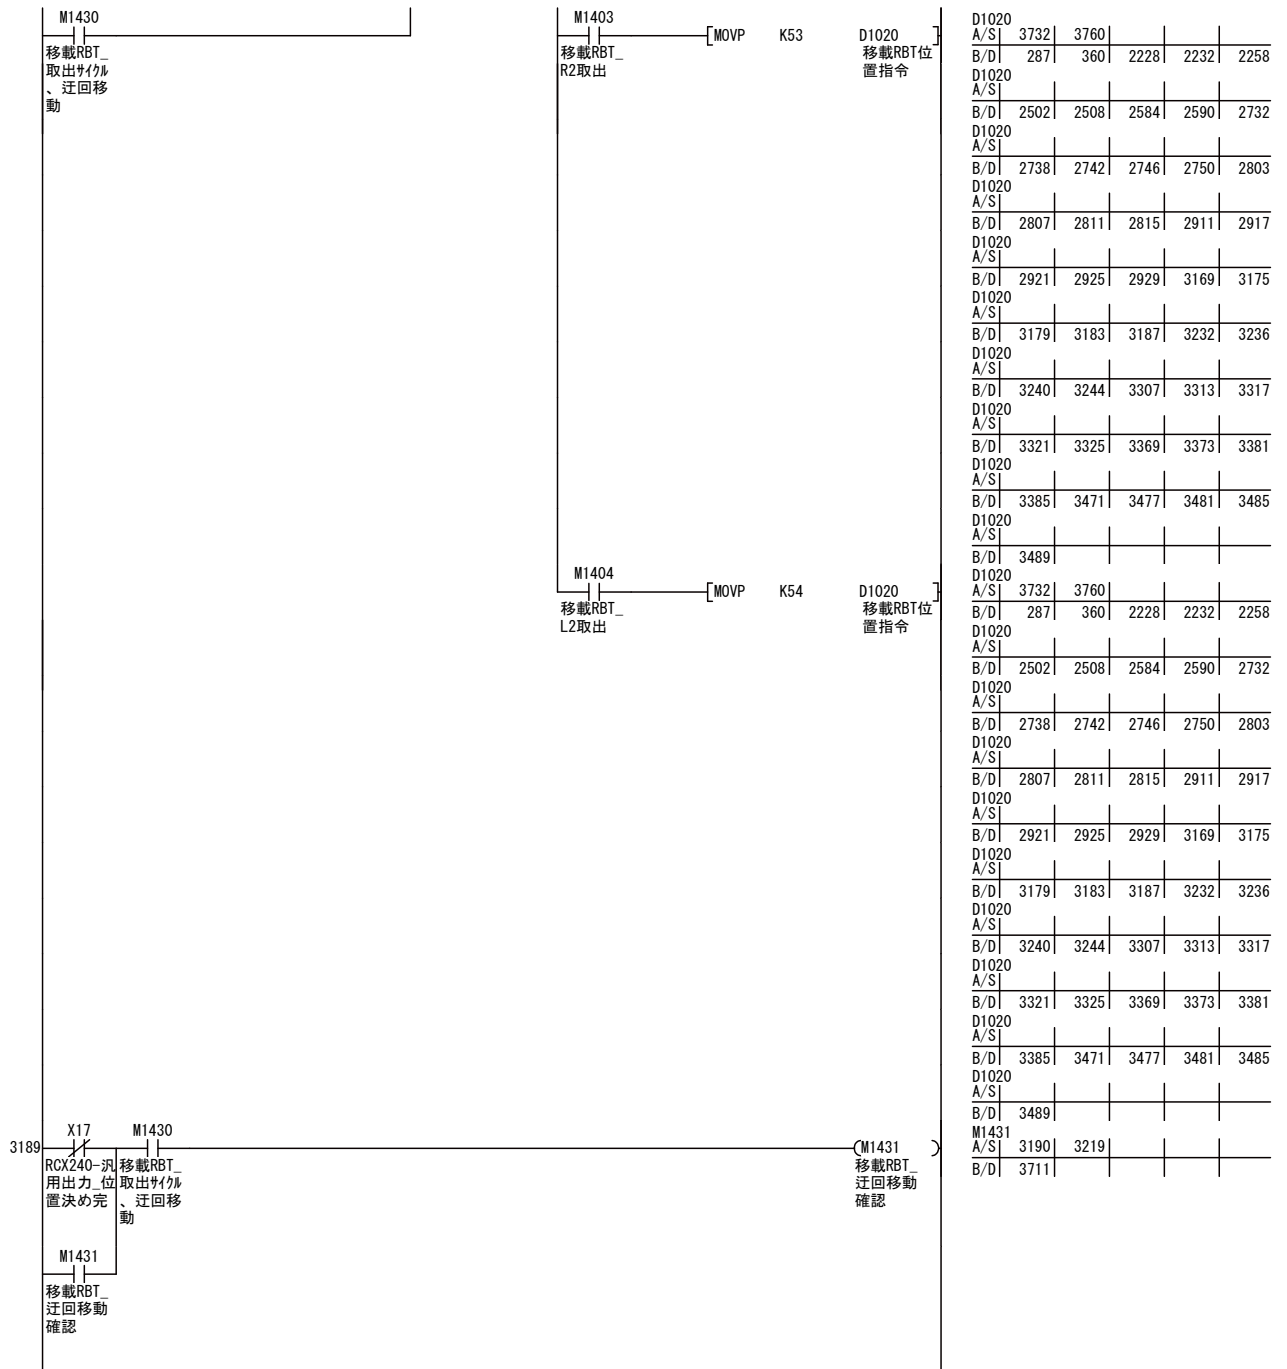 M1430
移載RBT_
取出ｻｲｸﾙ
、迂回移
動
M1403
移載RBT_
R2取出
[MOVP K53 D1020 ]
移載RBT位
置指令
D1020
A/S 3732 3760
B/D 287 360 2228 2232 2258
D1020
A/S
B/D 2502 2508 2584 2590 2732
D1020
A/S
B/D 2738 2742 2746 2750 2803
D1020
A/S
B/D 2807 2811 2815 2911 2917
D1020
A/S
B/D 2921 2925 2929 3169 3175
D1020
A/S
B/D 3179 3183 3187 3232 3236
D1020
A/S
B/D 3240 3244 3307 3313 3317
D1020
A/S
B/D 3321 3325 3369 3373 3381
D1020
A/S
B/D 3385 3471 3477 3481 3485
D1020
A/S
B/D 3489
M1404
移載RBT_
L2取出
[MOVP K54 D1020 ]
移載RBT位
置指令
D1020
A/S 3732 3760
B/D 287 360 2228 2232 2258
D1020
A/S
B/D 2502 2508 2584 2590 2732
D1020
A/S
B/D 2738 2742 2746 2750 2803
D1020
A/S
B/D 2807 2811 2815 2911 2917
D1020
A/S
B/D 2921 2925 2929 3169 3175
D1020
A/S
B/D 3179 3183 3187 3232 3236
D1020
A/S
B/D 3240 3244 3307 3313 3317
D1020
A/S
B/D 3321 3325 3369 3373 3381
D1020
A/S
B/D 3385 3471 3477 3481 3485
D1020
A/S
B/D 3489
3189
X17
RCX240-汎
用出力_位
置決め完
M1430
移載RBT_
取出ｻｲｸﾙ
、迂回移
動
(M1431 )
移載RBT_
迂回移動
確認
M1431
A/S 3190 3219
B/D 3711
M1431
移載RBT_
迂回移動
確認